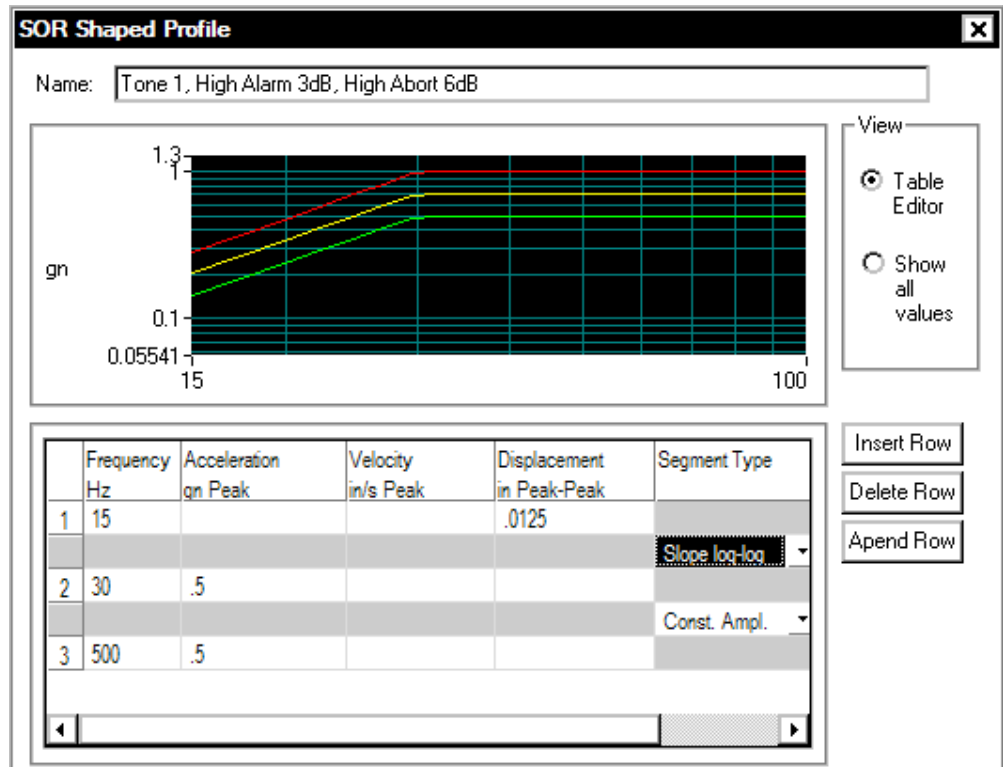 SOR Shaped Profile
Name: Tone 1, High Alarm 3dB, High Abort 6dB
View
Table Editor
Show all values
gn
1.3
1
0.1
0.05541
15 100
Frequency Hz Acceleration gn Peak Velocity in/s Peak Displacement in Peak-Peak Segment Type
1 15 .0125
Slope log-log
2 30 .5
Const. Ampl.
3 500 .5
Insert Row
Delete Row
Apend Row